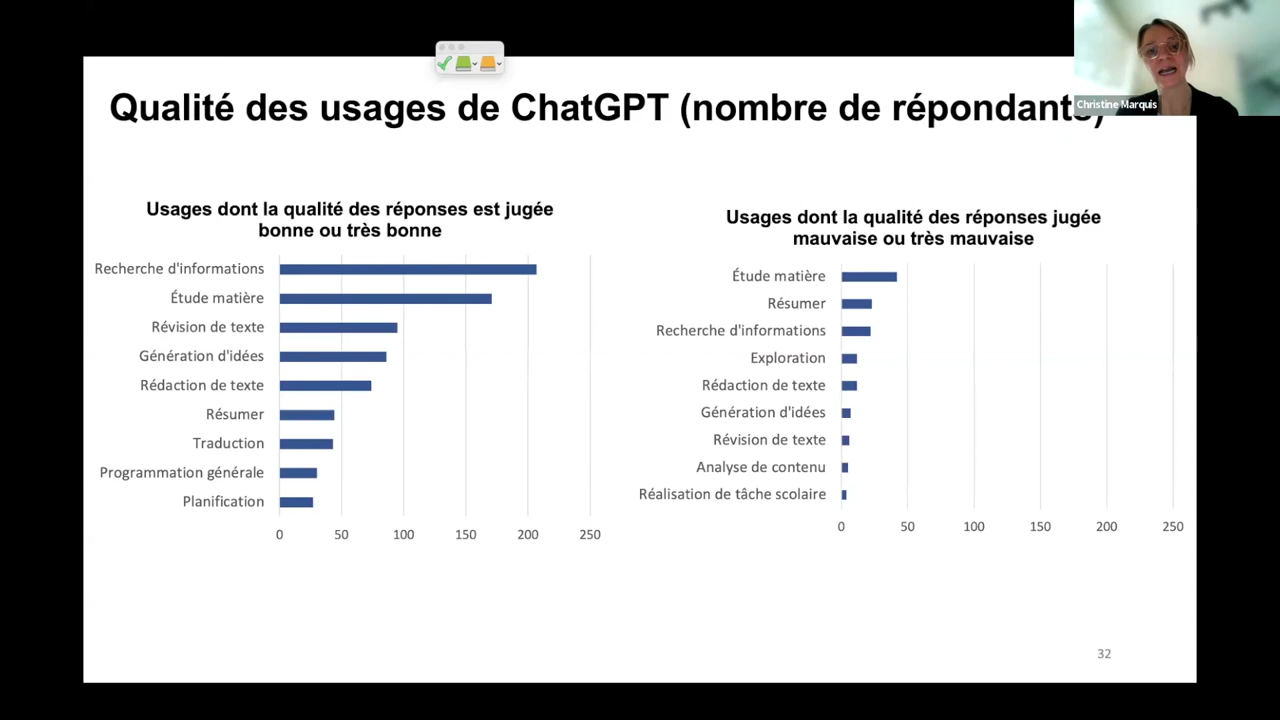 Christine Marquis
Qualité des usages de ChatGPT (nombre de répondants)
Usages dont la qualité des réponses est jugée
bonne ou très bonne
Recherche d'informations
Étude matière
Révision de texte
Génération d'idées
Rédaction de texte
Résumer
Traduction
Programmation générale
Planification
0 50 100 150 200 250
Usages dont la qualité des réponses jugée
mauvaise ou très mauvaise
Étude matière
Résumer
Recherche d'informations
Exploration
Rédaction de texte
Génération d'idées
Révision de texte
Analyse de contenu
Réalisation de tâche scolaire
0 50 100 150 200 250
32